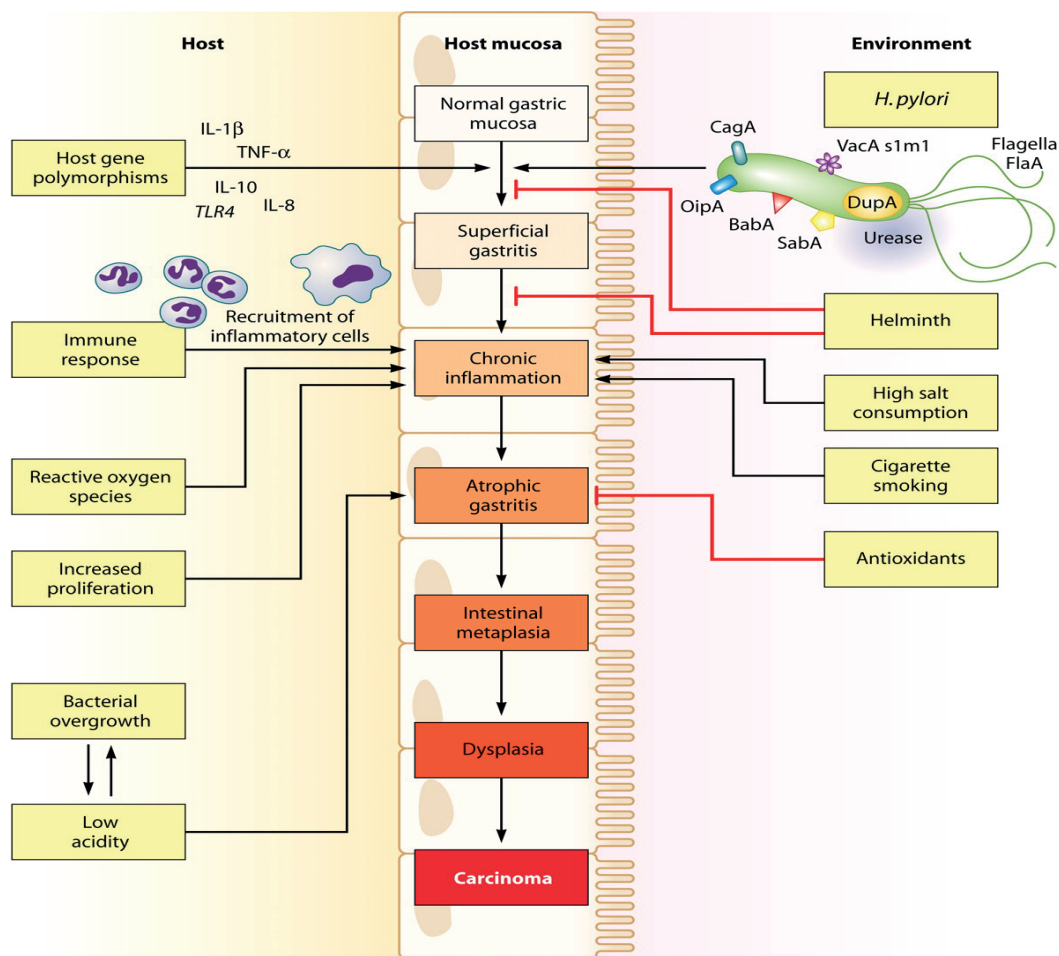 Host
Host mucosa
Environment
Normal gastric
mucosa
H. pylori
IL-1β
TNF-α
Host gene
polymorphisms
IL-10
TLR4
IL-8
CagA
VacA s1m1
Flagella
FlaA
OipA
BabA
SabA
DupA
Urease
Superficial
gastritis
Recruitment of
inflammatory cells
Immune
response
Chronic
inflammation
Helminth
High salt
consumption
Reactive oxygen
species
Atrophic
gastritis
Cigarette
smoking
Increased
proliferation
Antioxidants
Intestinal
metaplasia
Bacterial
overgrowth
Dysplasia
Low
acidity
Carcinoma